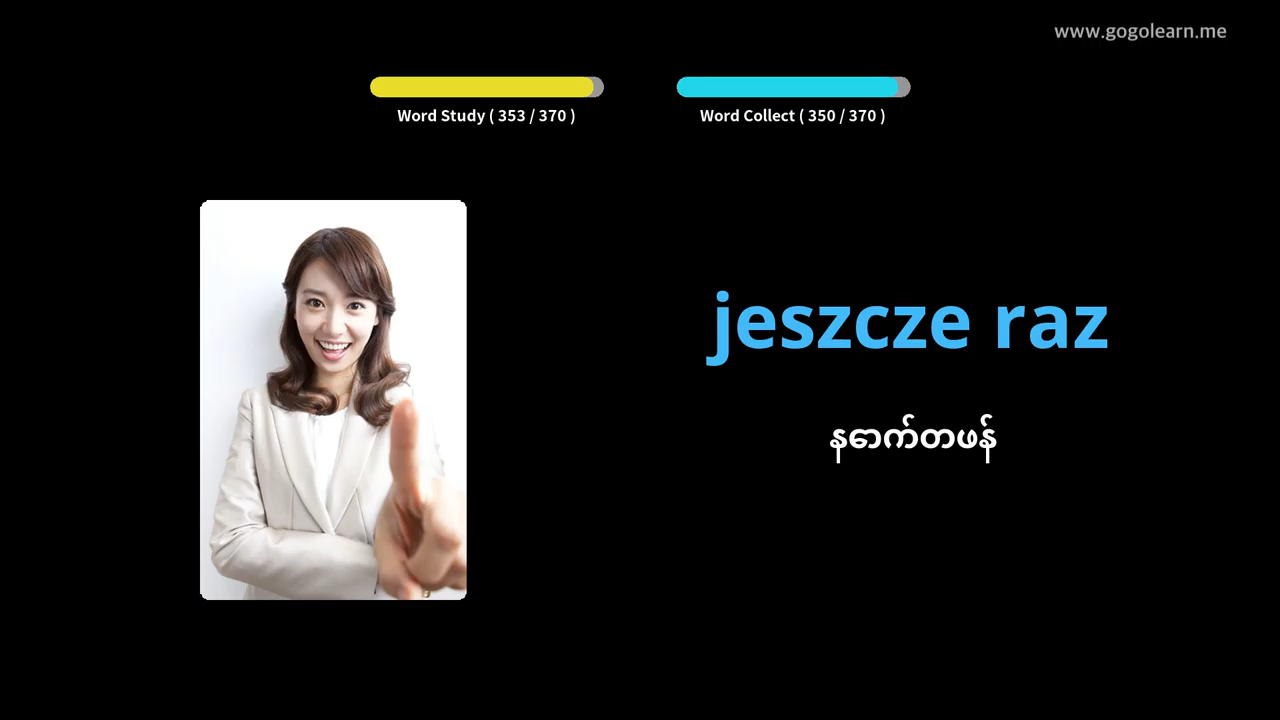 www.gogolearn.me
Word Study ( 353 / 370 )
Word Collect ( 350 / 370 )
jeszcze raz
နောက်တဖန်